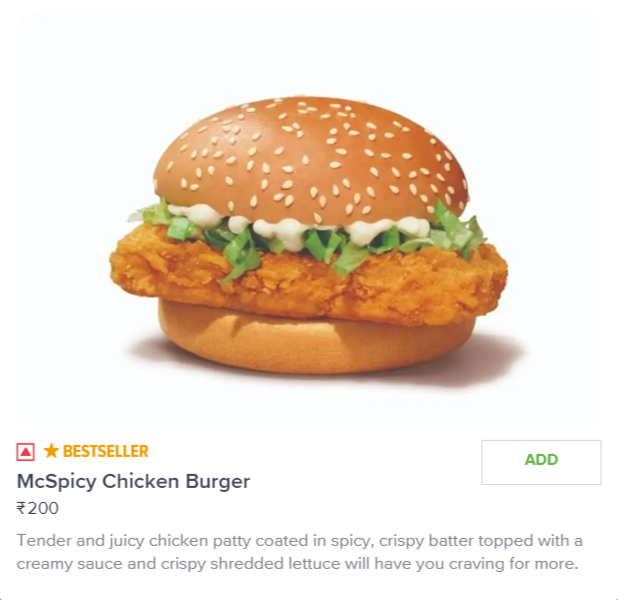 ★ BESTSELLER
ADD
McSpicy Chicken Burger
₹200
Tender and juicy chicken patty coated in spicy, crispy batter topped with a
creamy sauce and crispy shredded lettuce will have you craving for more.